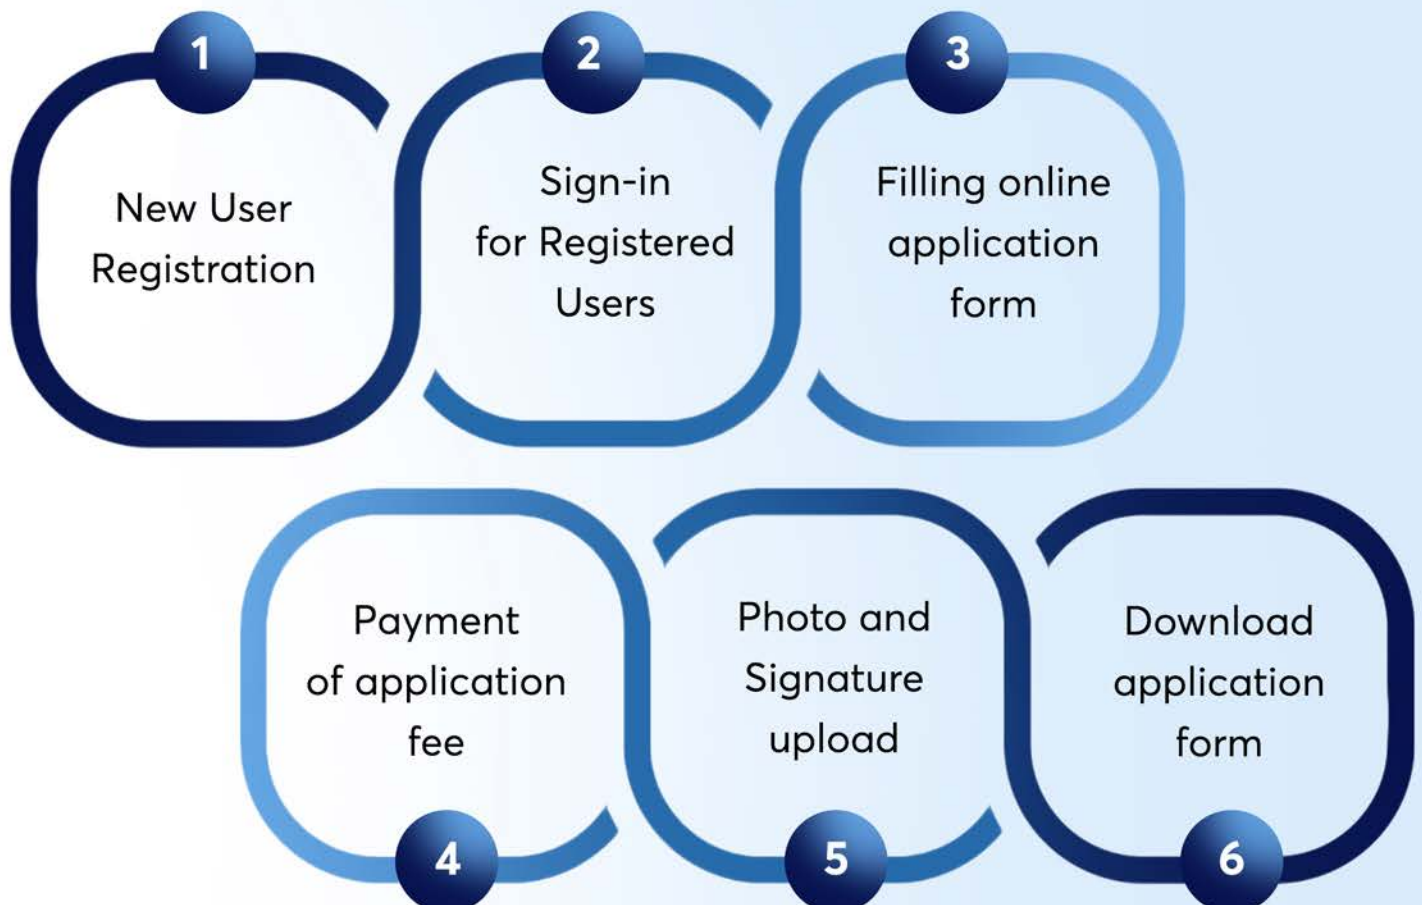 1
New User
Registration
2
Sign-in
for Registered
Users
3
Filling online
application
form
Payment
of application
fee
4
Photo and
Signature
upload
5
Download
application
form
6